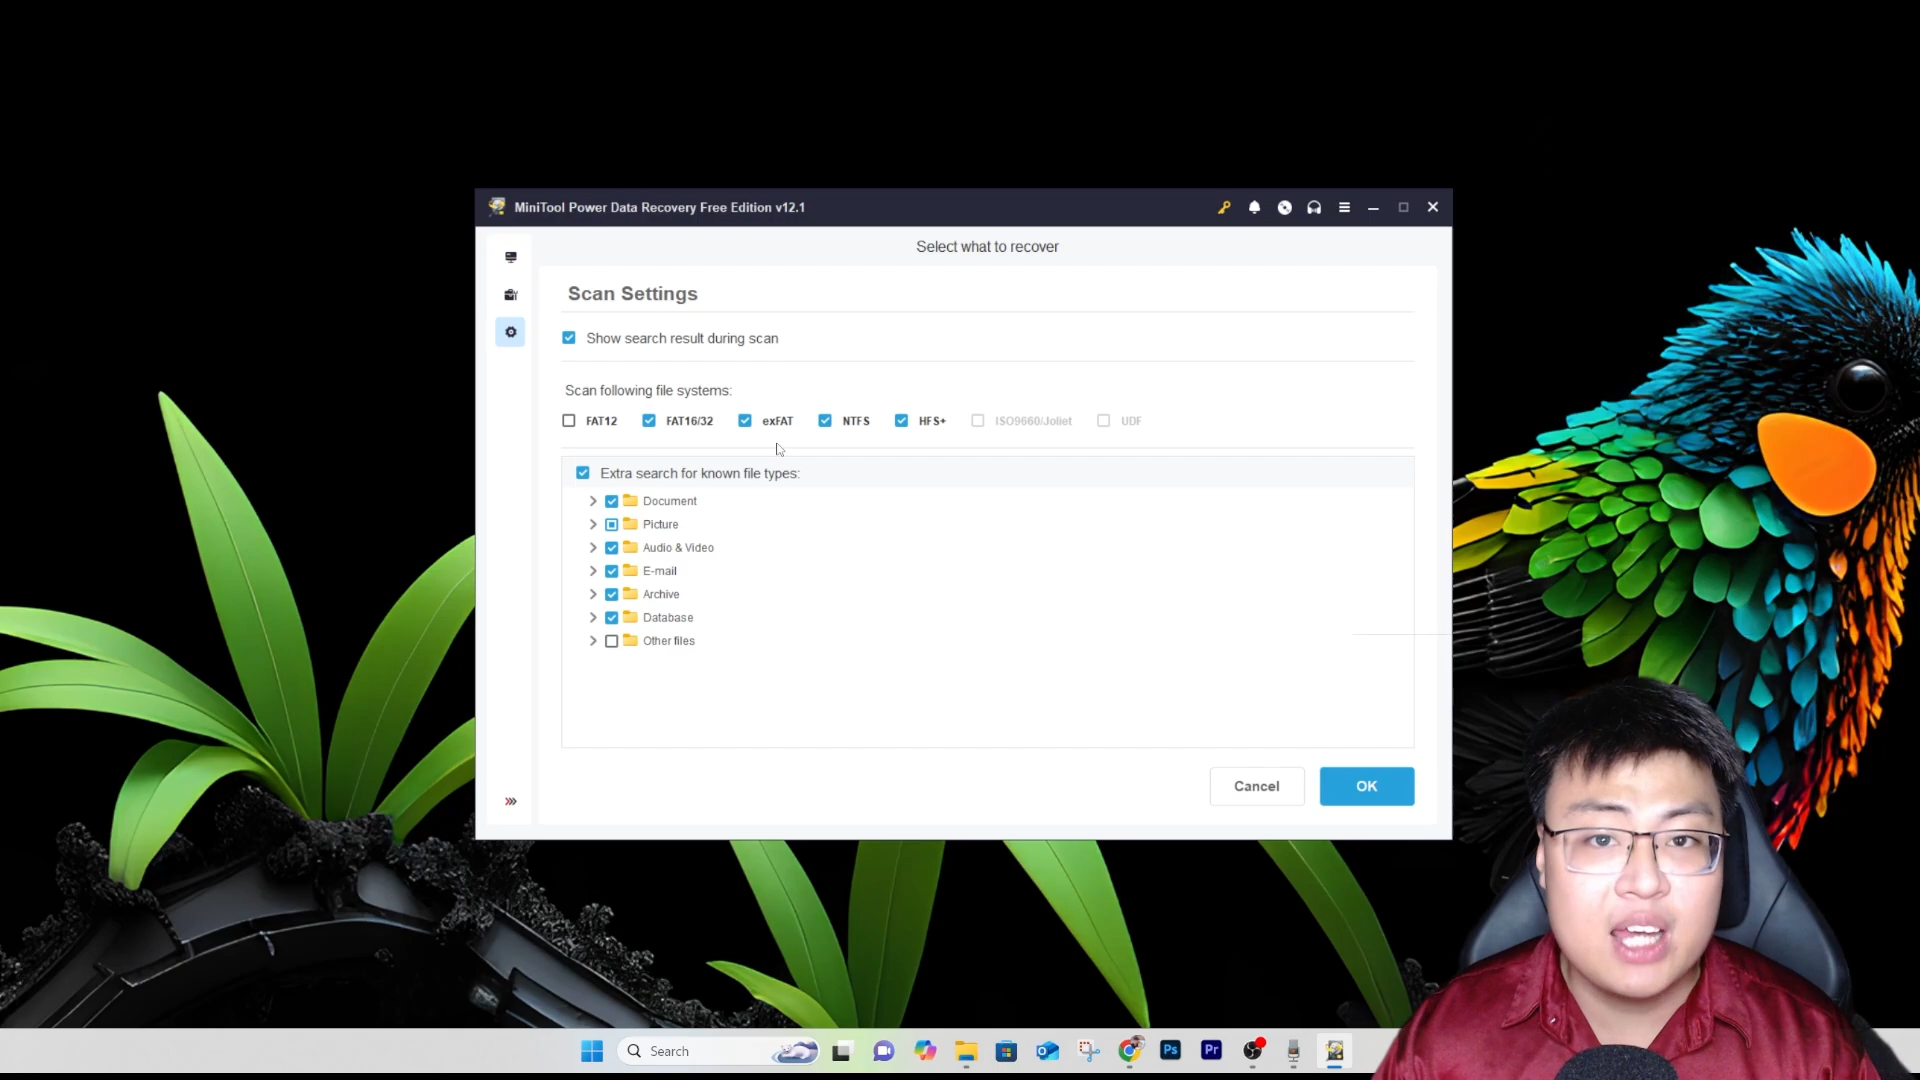 MiniTool Power Data Recovery Free Edition v12.1
Select what to recover
Scan Settings
Show search result during scan
Scan following file systems:
FAT12 FAT16/32 exFAT NTFS HFS+ ISO9660/Joliet UDF
Extra search for known file types:
Document
Picture
Audio & Video
E-mail
Archive
Database
Other files
Cancel OK
Search Ps Pr